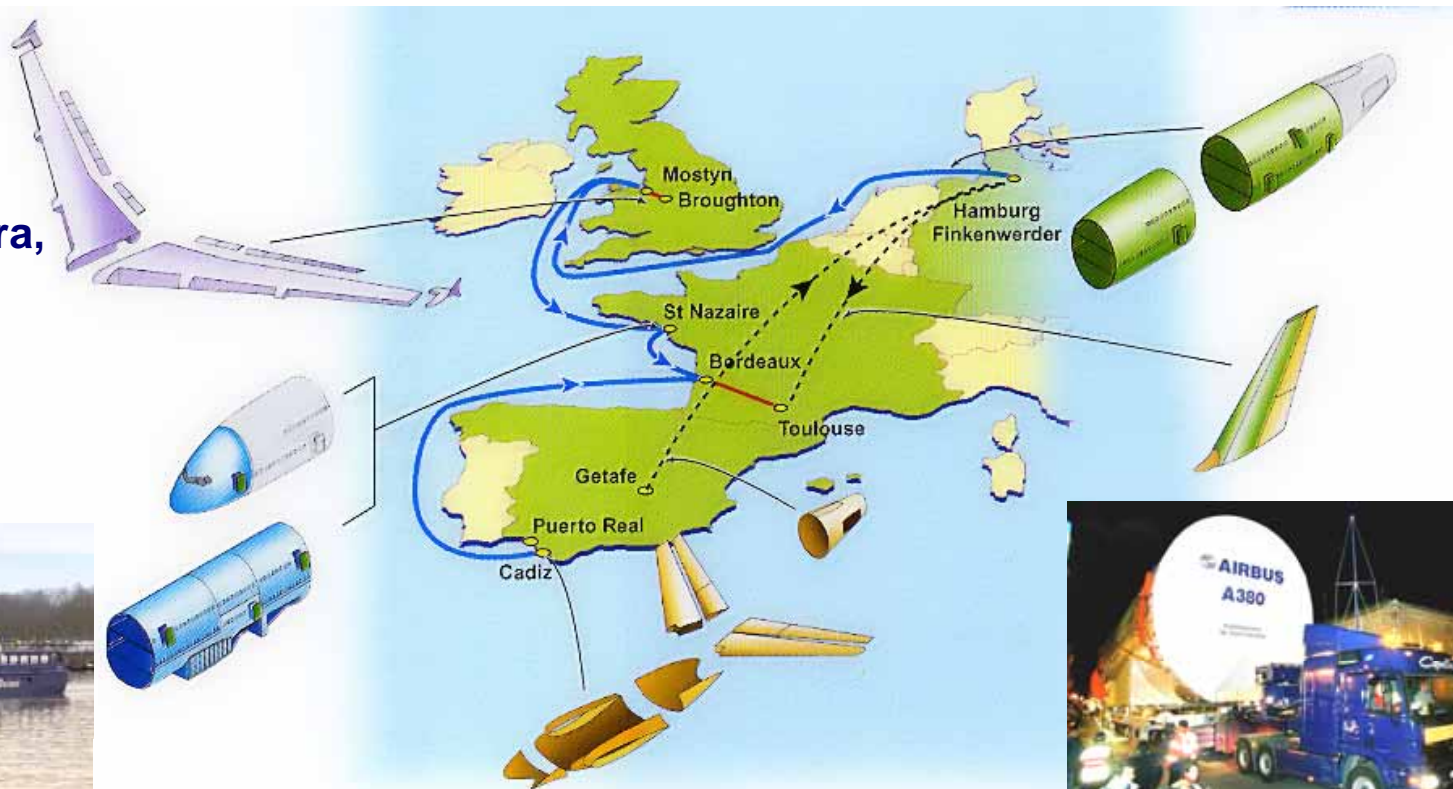 ra,
Mostyn
Broughton
Hamburg
Finkenwerder
St Nazaire
Bordeaux
Toulouse
Getafe
Puerto Real
Cadiz
AIRBUS
A380